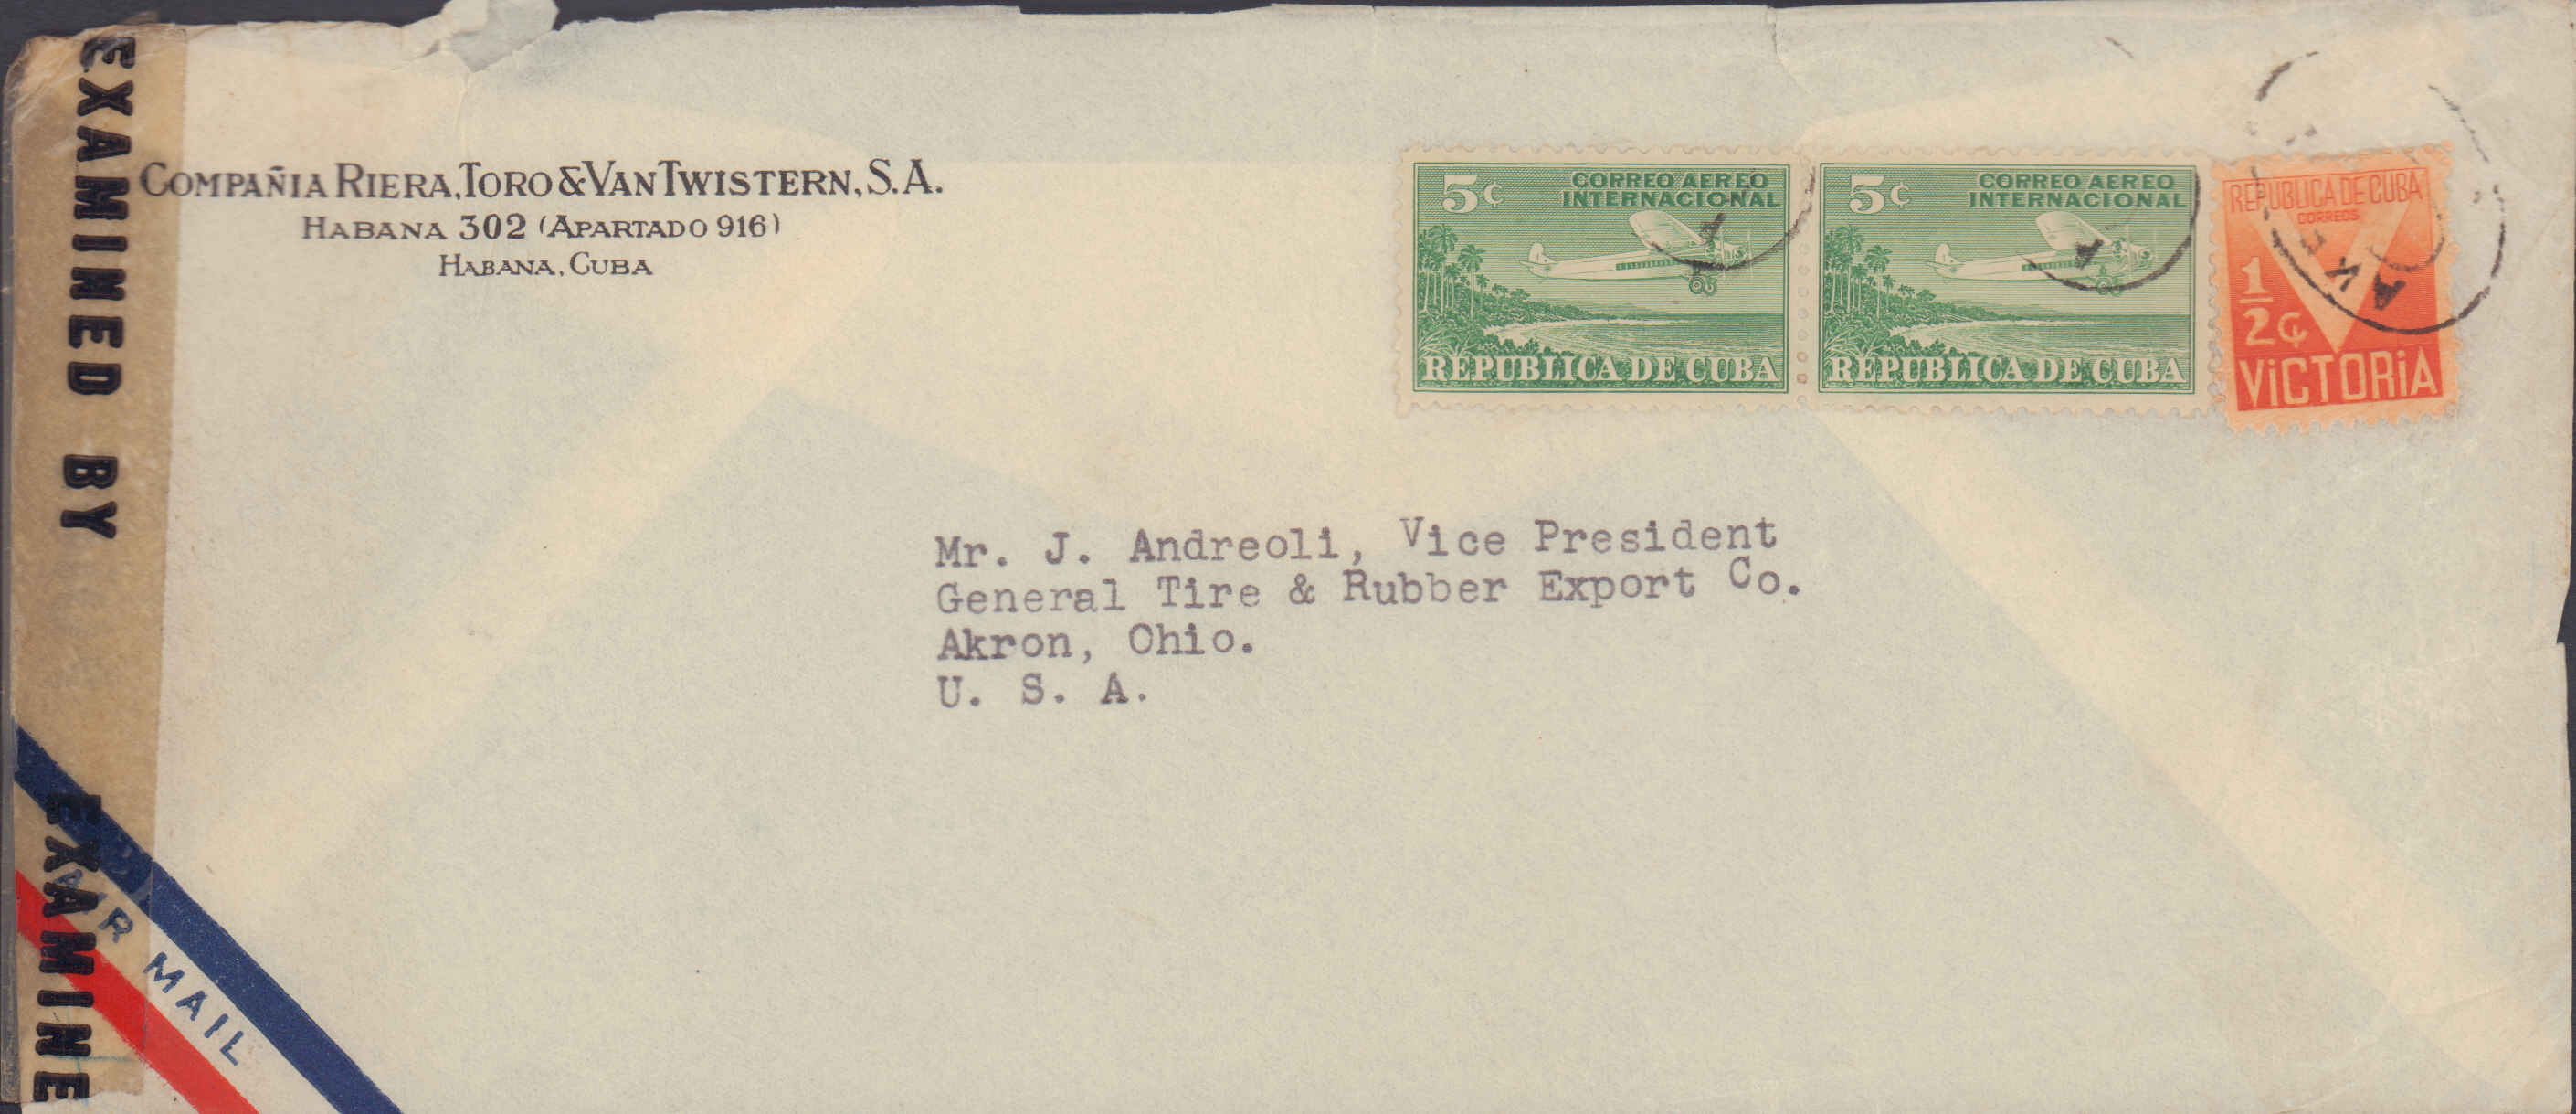 EXAMINED BY
EXAMINE
COMPAÑIA RIERA, TORO & VAN TWISTERN, S.A.
HABANA 302 (APARTADO 916)
HABANA, CUBA
5¢ CORREO AEREO
INTERNACIONAL
REPUBLICA DE CUBA
5¢ CORREO AEREO
INTERNACIONAL
REPUBLICA DE CUBA
REPUBLICA DE CUBA
CORREOS
1/2 ¢
VICTORIA
Mr. J. Andreoli, Vice President
General Tire & Rubber Export Co.
Akron, Ohio.
U. S. A.
AIR MAIL